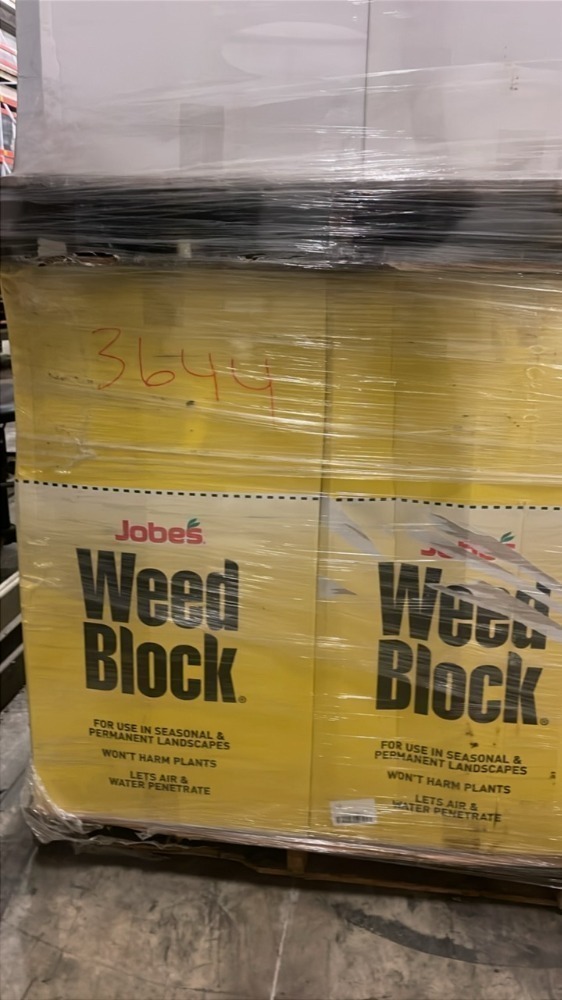 3644
Jobe's
Weed
Block®
FOR USE IN SEASONAL &
PERMANENT LANDSCAPES
WON'T HARM PLANTS
LETS AIR &
WATER PENETRATE
Weed
Block®
FOR USE IN SEASONAL &
PERMANENT LANDSCAPES
WON'T HARM PLANTS
LETS AIR &
WATER PENETRATE